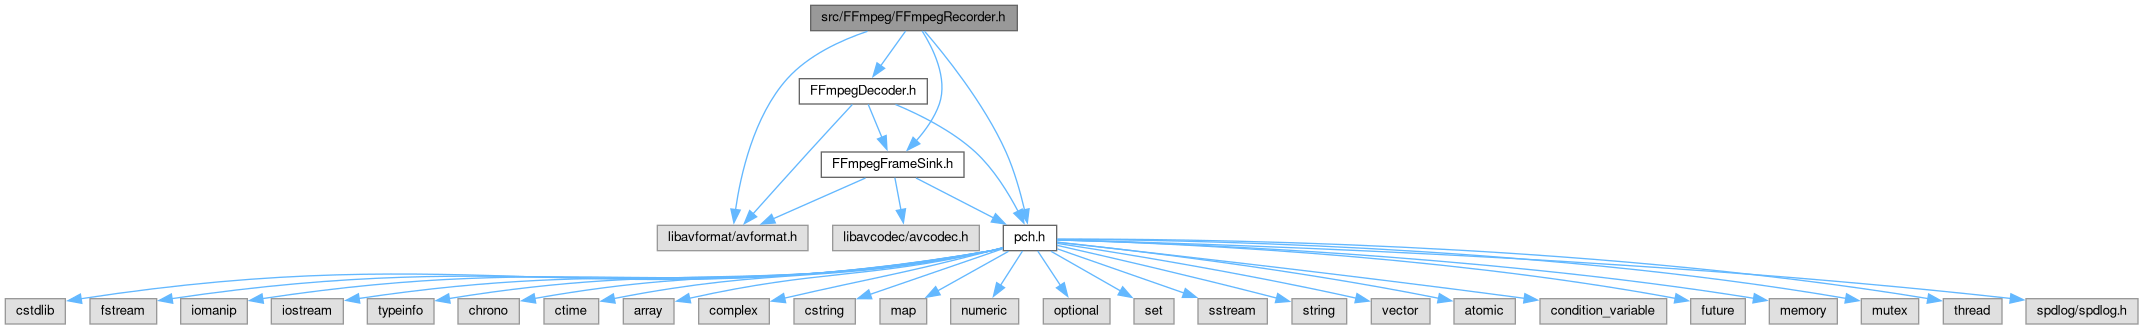 src/FFmpeg/FFmpegRecorder.h
FFmpegDecoder.h
FFmpegFrameSink.h
libavformat/avformat.h
libavcodec/avcodec.h
pch.h
cstdlib
fstream
iomanip
iostream
typeinfo
chrono
ctime
array
complex
cstring
map
numeric
optional
set
sstream
string
vector
atomic
condition_variable
future
memory
mutex
thread
spdlog/spdlog.h